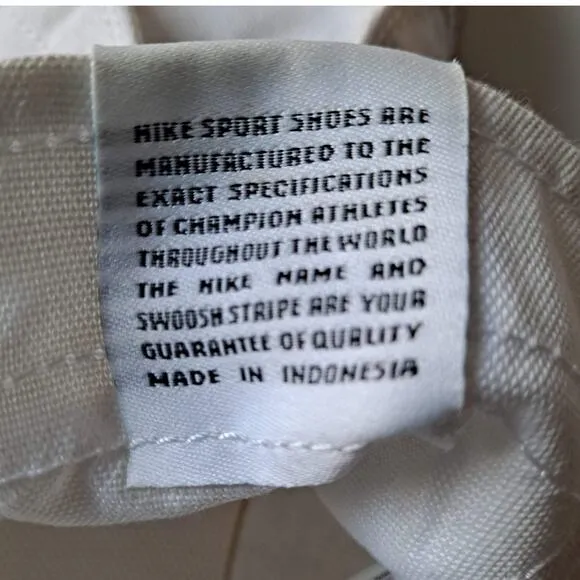 NIKE SPORT SHOES ARE
MANUFACTURED TO THE
EXACT SPECIFICATIONS
OF CHAMPION ATHLETES
THROUGHOUT THE WORLD
THE NIKE NAME AND
SWOOSH STRIPE ARE YOUR
GUARANTEE OF QUALITY
MADE IN INDONESIA